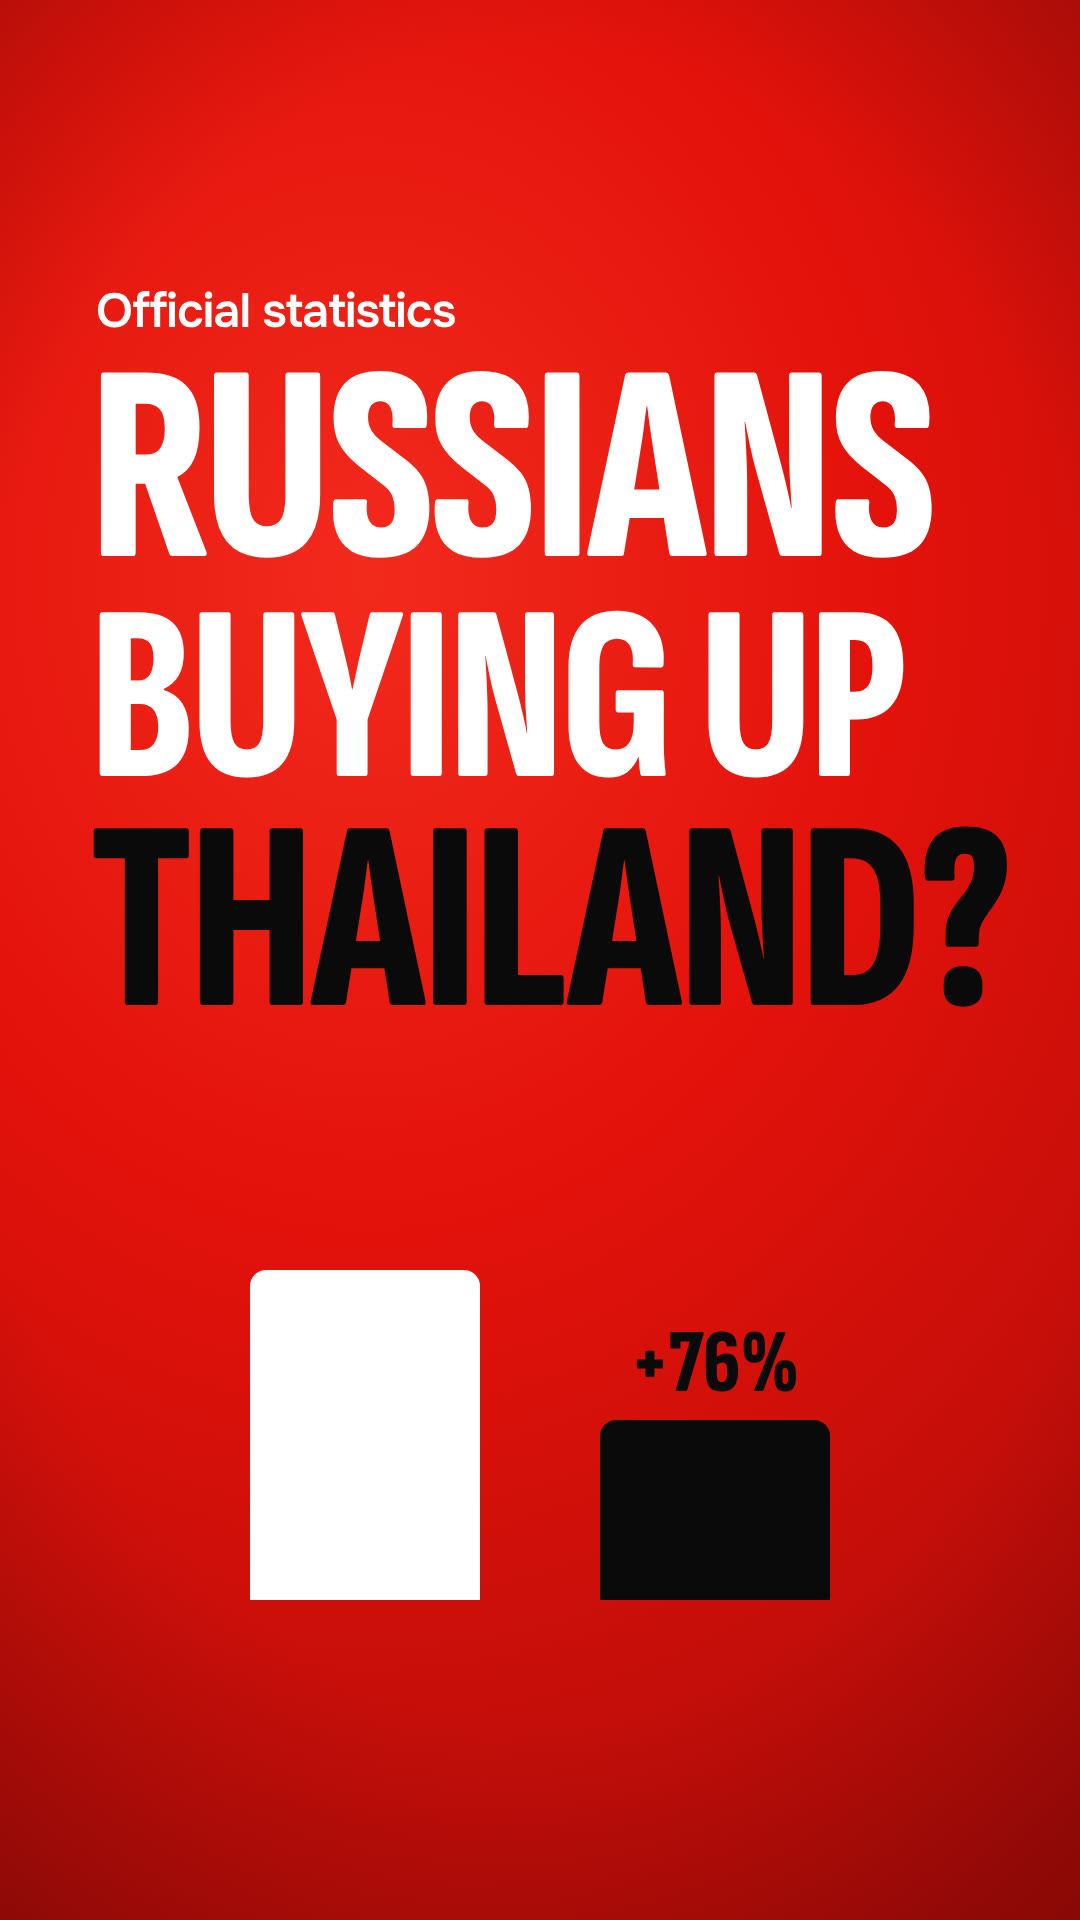 Official statistics
RUSSIANS
BUYING UP
THAILAND?
+76%